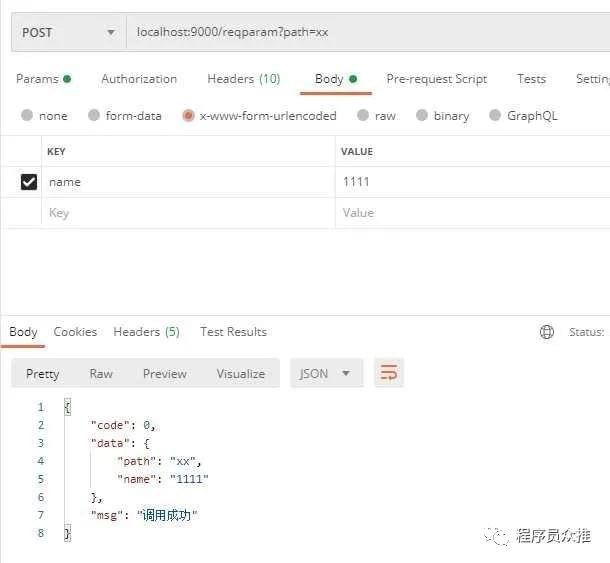 POST localhost:9000/reqparam?path=xx
Params Authorization Headers (10) Body Pre-request Script Tests Settin
none form-data x-www-form-urlencoded raw binary GraphQL
KEY VALUE
name 1111
Key Value
Body Cookies Headers (5) Test Results Status:
Pretty Raw Preview Visualize JSON
1 {
2 "code": 0,
3 "data": {
4 "path": "xx",
5 "name": "1111"
6 },
7 "msg": "调用成功"
8 }
程序员众推